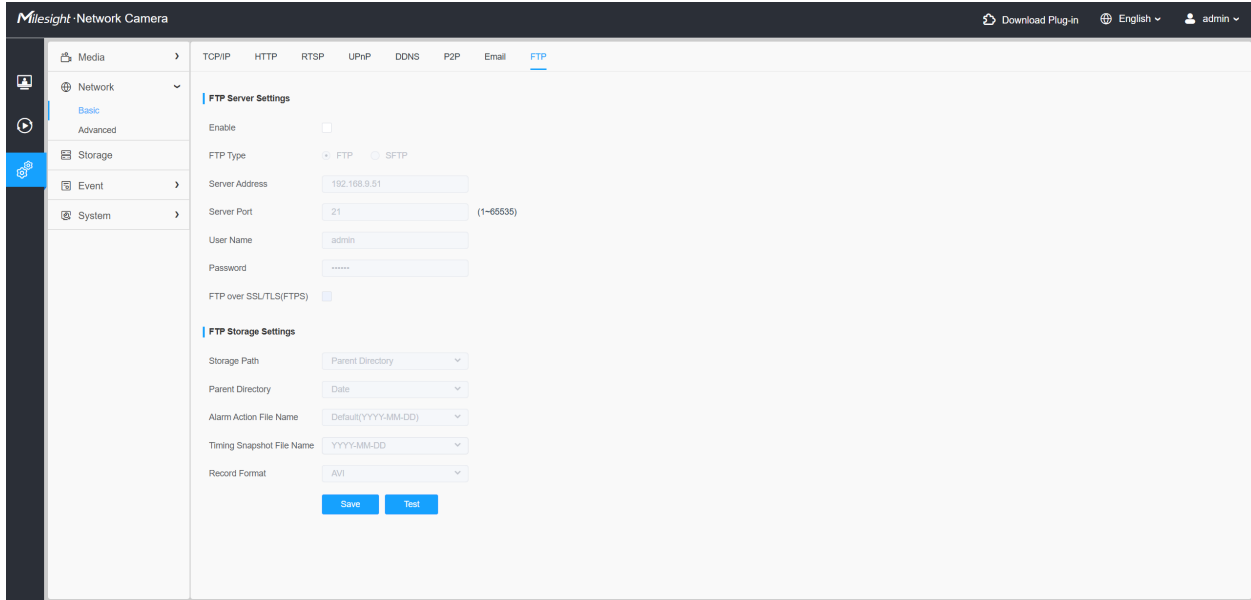 Milesight·Network Camera
Download Plug-in
English
admin
Media
Network
Basic
Advanced
Storage
Event
System
TCP/IP HTTP RTSP UPnP DDNS P2P Email FTP
FTP Server Settings
Enable
FTP Type FTP SFTP
Server Address 192.168.9.51
Server Port 21 (1~65535)
User Name admin
Password ••••••
FTP over SSL/TLS(FTPS)
FTP Storage Settings
Storage Path Parent Directory
Parent Directory Date
Alarm Action File Name Default(YYYY-MM-DD)
Timing Snapshot File Name YYYY-MM-DD
Record Format AVI
Save Test